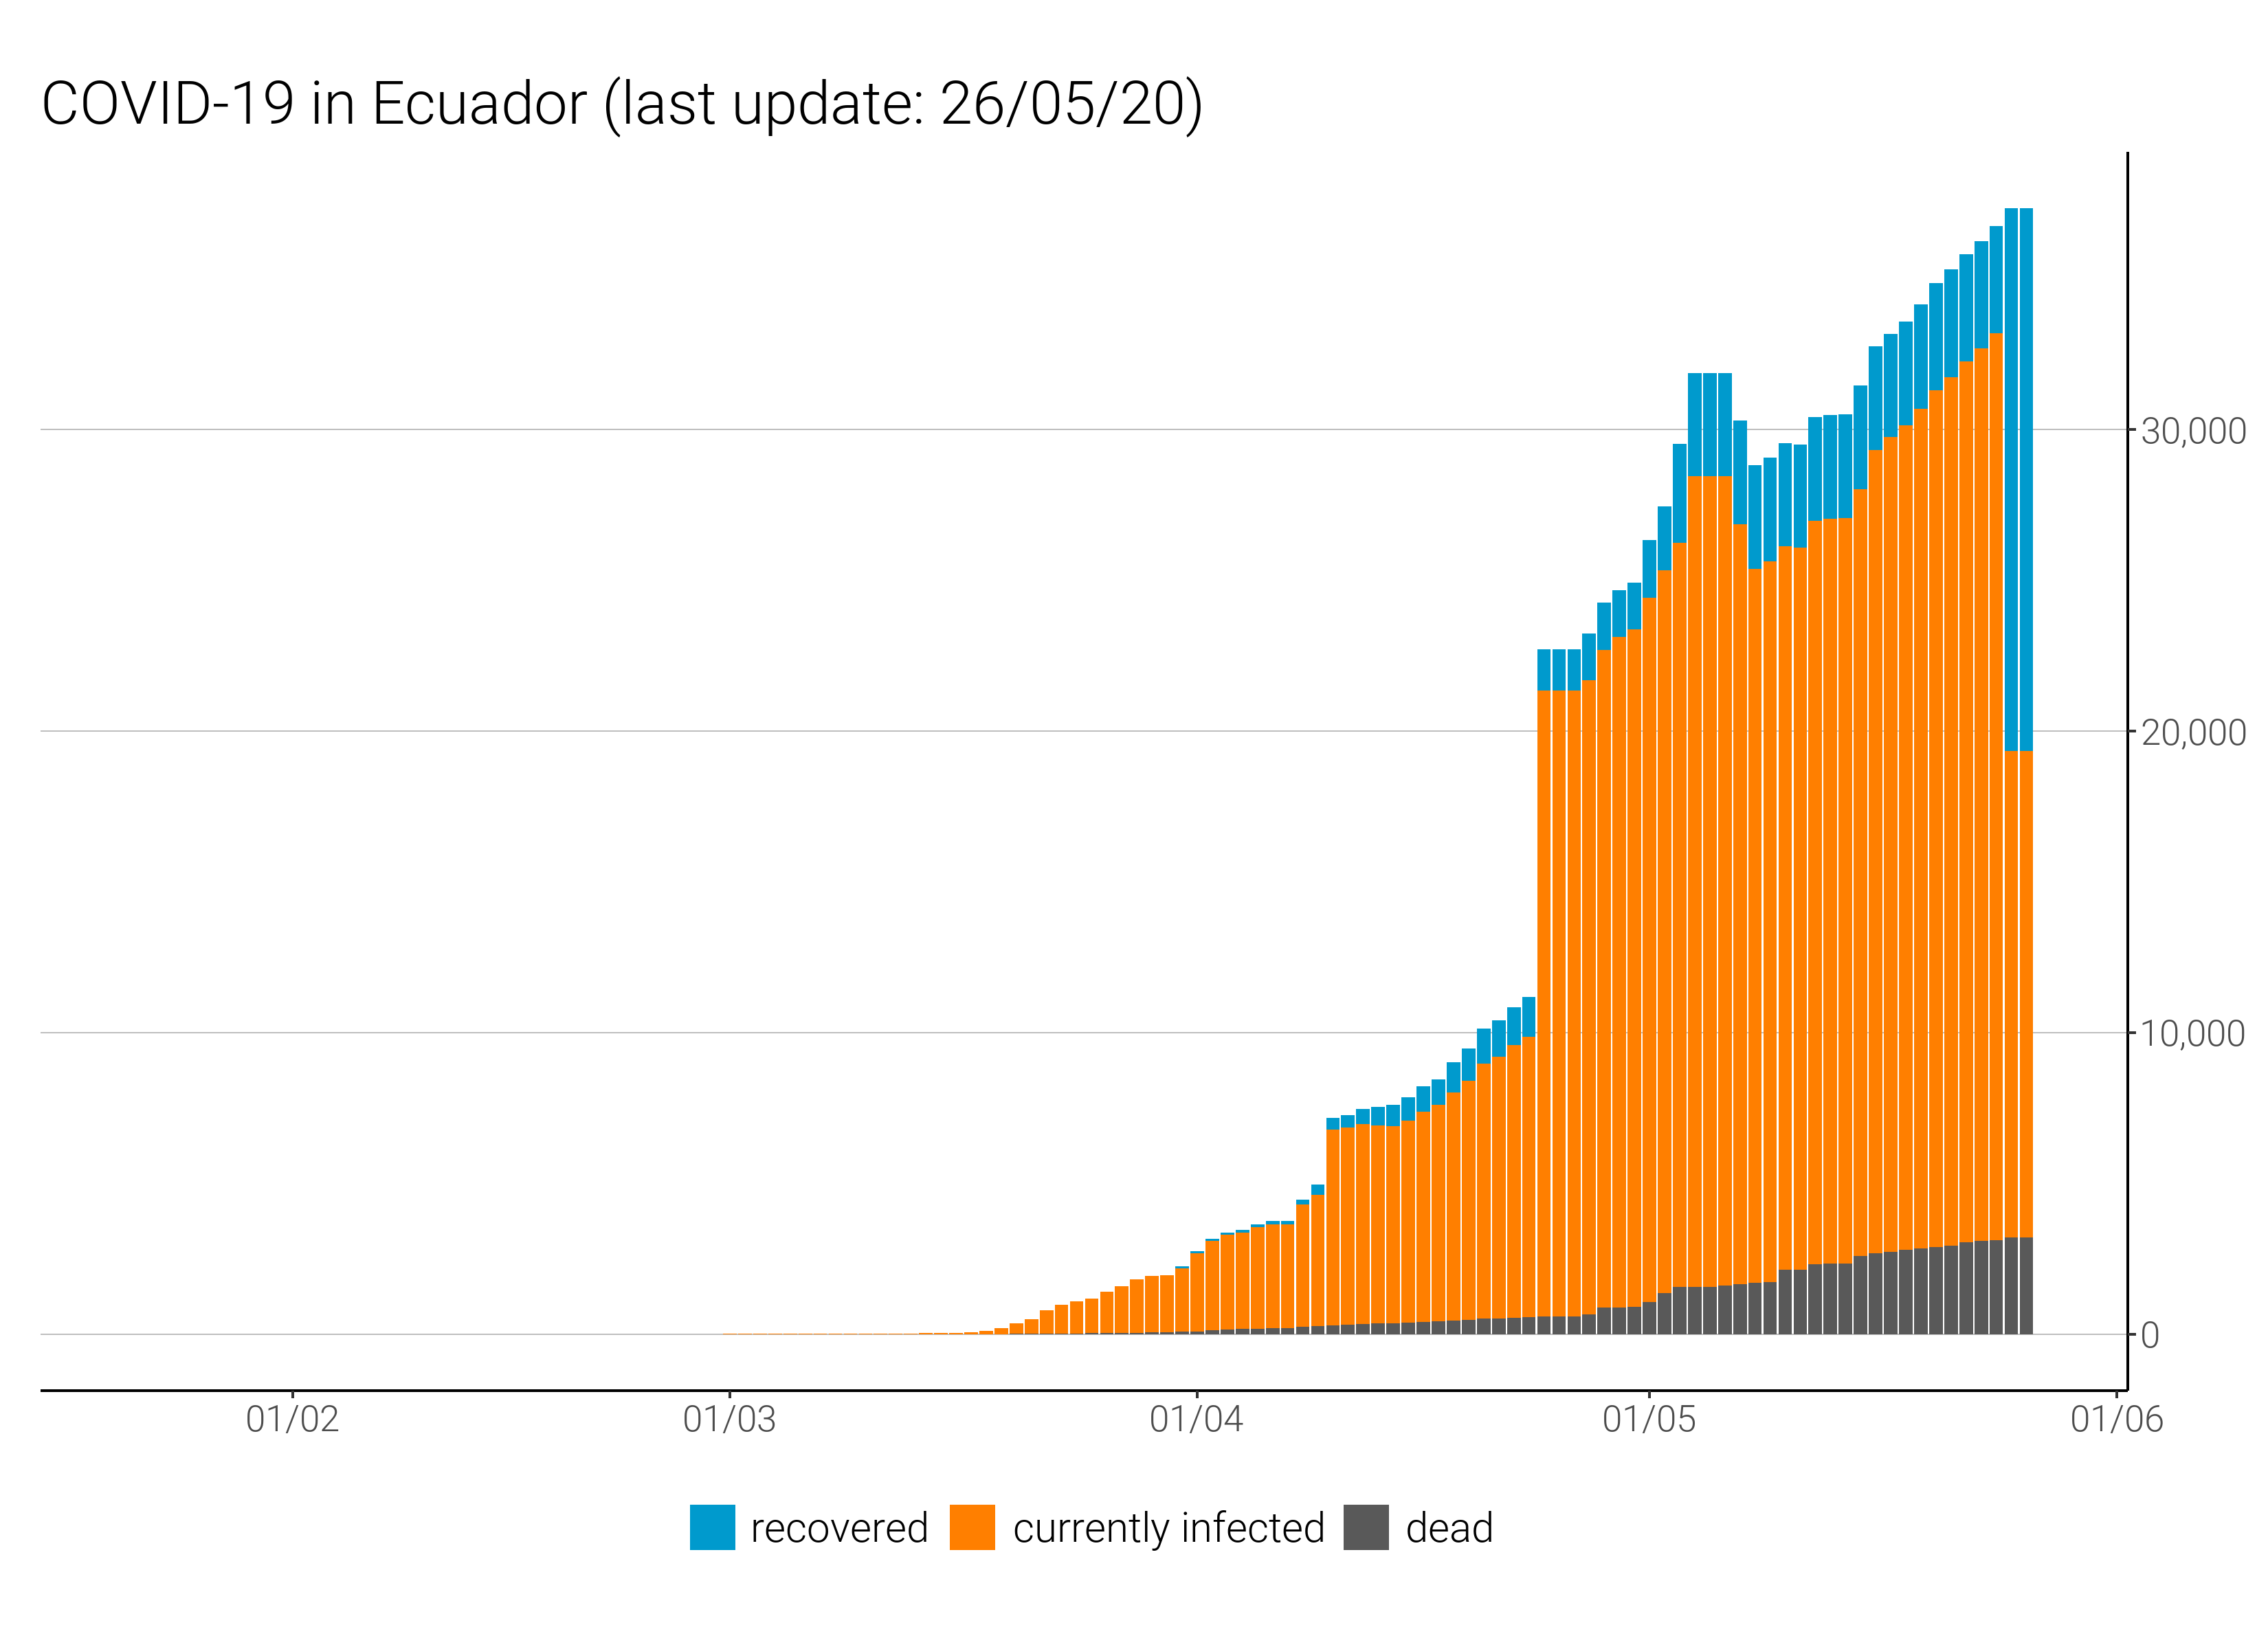 COVID-19 in Ecuador (last update: 26/05/20)
30,000
20,000
10,000
0
01/02 01/03 01/04 01/05 01/06
recovered currently infected dead